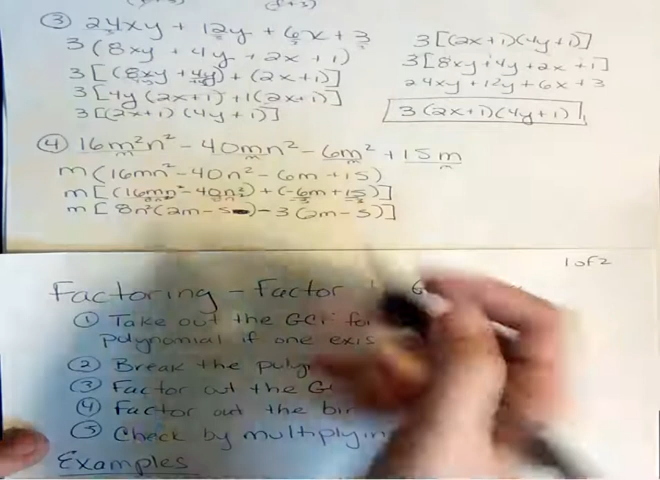 ③ 24xy + 12y + 6x + 3
3(8xy + 4y + 2x + 1)
3[(8xy + 4y) + (2x + 1)]
3[4y(2x+1) + 1(2x+1)]
3[(2x+1)(4y+1)]
3[(2x+1)(4y+1)]
3[8xy + 4y + 2x + 1]
24xy + 12y + 6x + 3
3(2x+1)(4y+1)
④ 16m²n² - 40mn² - 6m² + 15m
m(16mn² - 40n² - 6m + 15)
m[(16mn² - 40n²) + (-6m + 15)]
m[8n²(2m - 5) - 3(2m - 5)]
1 of 2
Factoring - Factor
① Take out the GCF for
polynomial if one exis
② Break the poly
③ Factor out the G
④ Factor out the bin
⑤ Check by multiplying
Examples